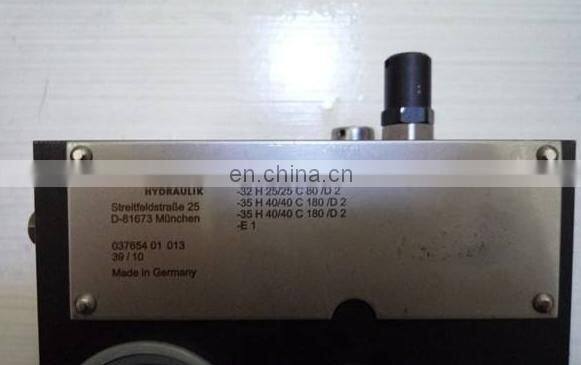 en.china.cn
HYDRAULIK
Streitfeldstraße 25
D-81673 München
037654 01 013
39 / 10
Made in Germany
-32 H 25/25 C 80 /D 2
-35 H 40/40 C 180 /D 2
-35 H 40/40 C 180 /D 2
-E 1